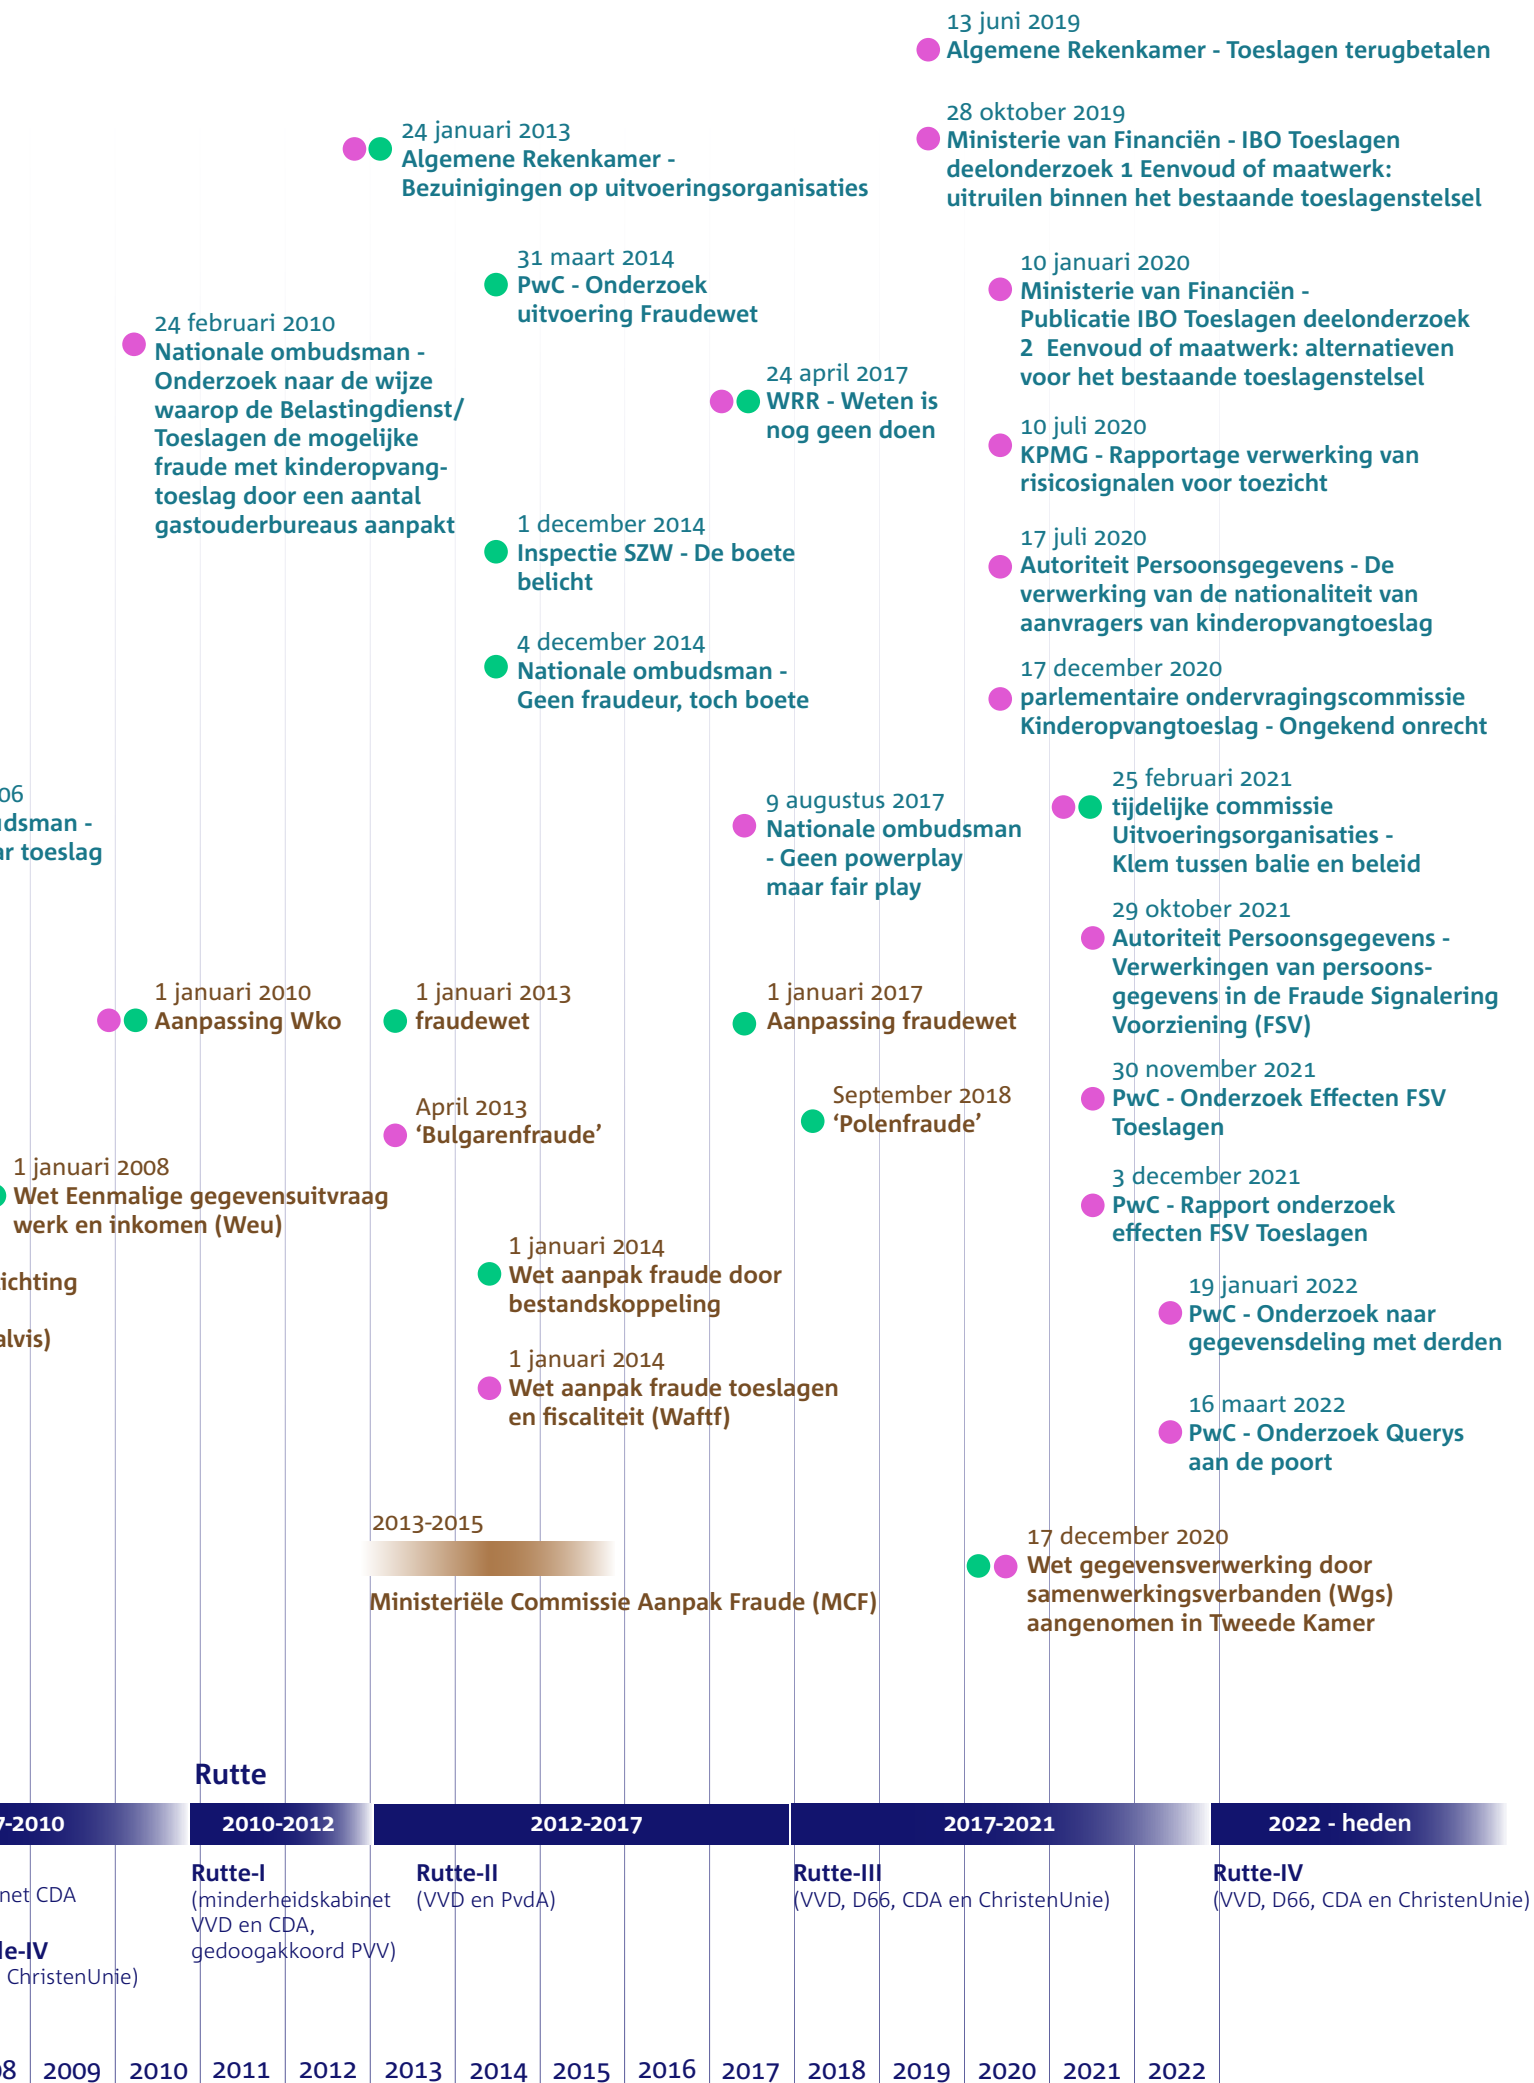 13 juni 2019
Algemene Rekenkamer - Toeslagen terugbetalen
28 oktober 2019
Ministerie van Financiën - IBO Toeslagen
deelonderzoek 1 Eenvoud of maatwerk:
uitruilen binnen het bestaande toeslagenstelsel
24 januari 2013
Algemene Rekenkamer -
Bezuinigingen op uitvoeringsorganisaties
31 maart 2014
PwC - Onderzoek
uitvoering Fraudewet
10 januari 2020
Ministerie van Financiën -
Publicatie IBO Toeslagen deelonderzoek
2 Eenvoud of maatwerk: alternatieven
voor het bestaande toeslagenstelsel
24 februari 2010
Nationale ombudsman -
Onderzoek naar de wijze
waarop de Belastingdienst/
Toeslagen de mogelijke
fraude met kinderopvang-
toeslag door een aantal
gastouderbureaus aanpakt
24 april 2017
WRR - Weten is
nog geen doen
10 juli 2020
KPMG - Rapportage verwerking van
risicosignalen voor toezicht
1 december 2014
Inspectie SZW - De boete
belicht
17 juli 2020
Autoriteit Persoonsgegevens - De
verwerking van de nationaliteit van
aanvragers van kinderopvangtoeslag
4 december 2014
Nationale ombudsman -
Geen fraudeur, toch boete
17 december 2020
parlementaire ondervragingscommissie
Kinderopvangtoeslag - Ongekend onrecht
06
dsman -
ar toeslag
9 augustus 2017
Nationale ombudsman
- Geen powerplay
maar fair play
25 februari 2021
tijdelijke commissie
Uitvoeringsorganisaties -
Klem tussen balie en beleid
29 oktober 2021
Autoriteit Persoonsgegevens -
Verwerkingen van persoons-
gegevens in de Fraude Signalering
Voorziening (FSV)
1 januari 2010
Aanpassing Wko
1 januari 2013
fraudewet
1 januari 2017
Aanpassing fraudewet
30 november 2021
PwC - Onderzoek Effecten FSV
Toeslagen
April 2013
‘Bulgarenfraude’
September 2018
‘Polenfraude’
1 januari 2008
Wet Eenmalige gegevensuitvraag
werk en inkomen (Weu)
3 december 2021
PwC - Rapport onderzoek
effecten FSV Toeslagen
ichting
alvis)
1 januari 2014
Wet aanpak fraude door
bestandskoppeling
19 januari 2022
PwC - Onderzoek naar
gegevensdeling met derden
1 januari 2014
Wet aanpak fraude toeslagen
en fiscaliteit (Waftf)
16 maart 2022
PwC - Onderzoek Querys
aan de poort
2013-2015
Ministeriële Commissie Aanpak Fraude (MCF)
17 december 2020
Wet gegevensverwerking door
samenwerkingsverbanden (Wgs)
aangenomen in Tweede Kamer
Rutte
7-2010 2010-2012 2012-2017 2017-2021 2022 - heden
net CDA
le-IV
ChristenUnie)
Rutte-I
(minderheidskabinet
VVD en CDA,
gedoogakkoord PVV)
Rutte-II
(VVD en PvdA)
Rutte-III
(VVD, D66, CDA en ChristenUnie)
Rutte-IV
(VVD, D66, CDA en ChristenUnie)
08 2009 2010 2011 2012 2013 2014 2015 2016 2017 2018 2019 2020 2021 2022